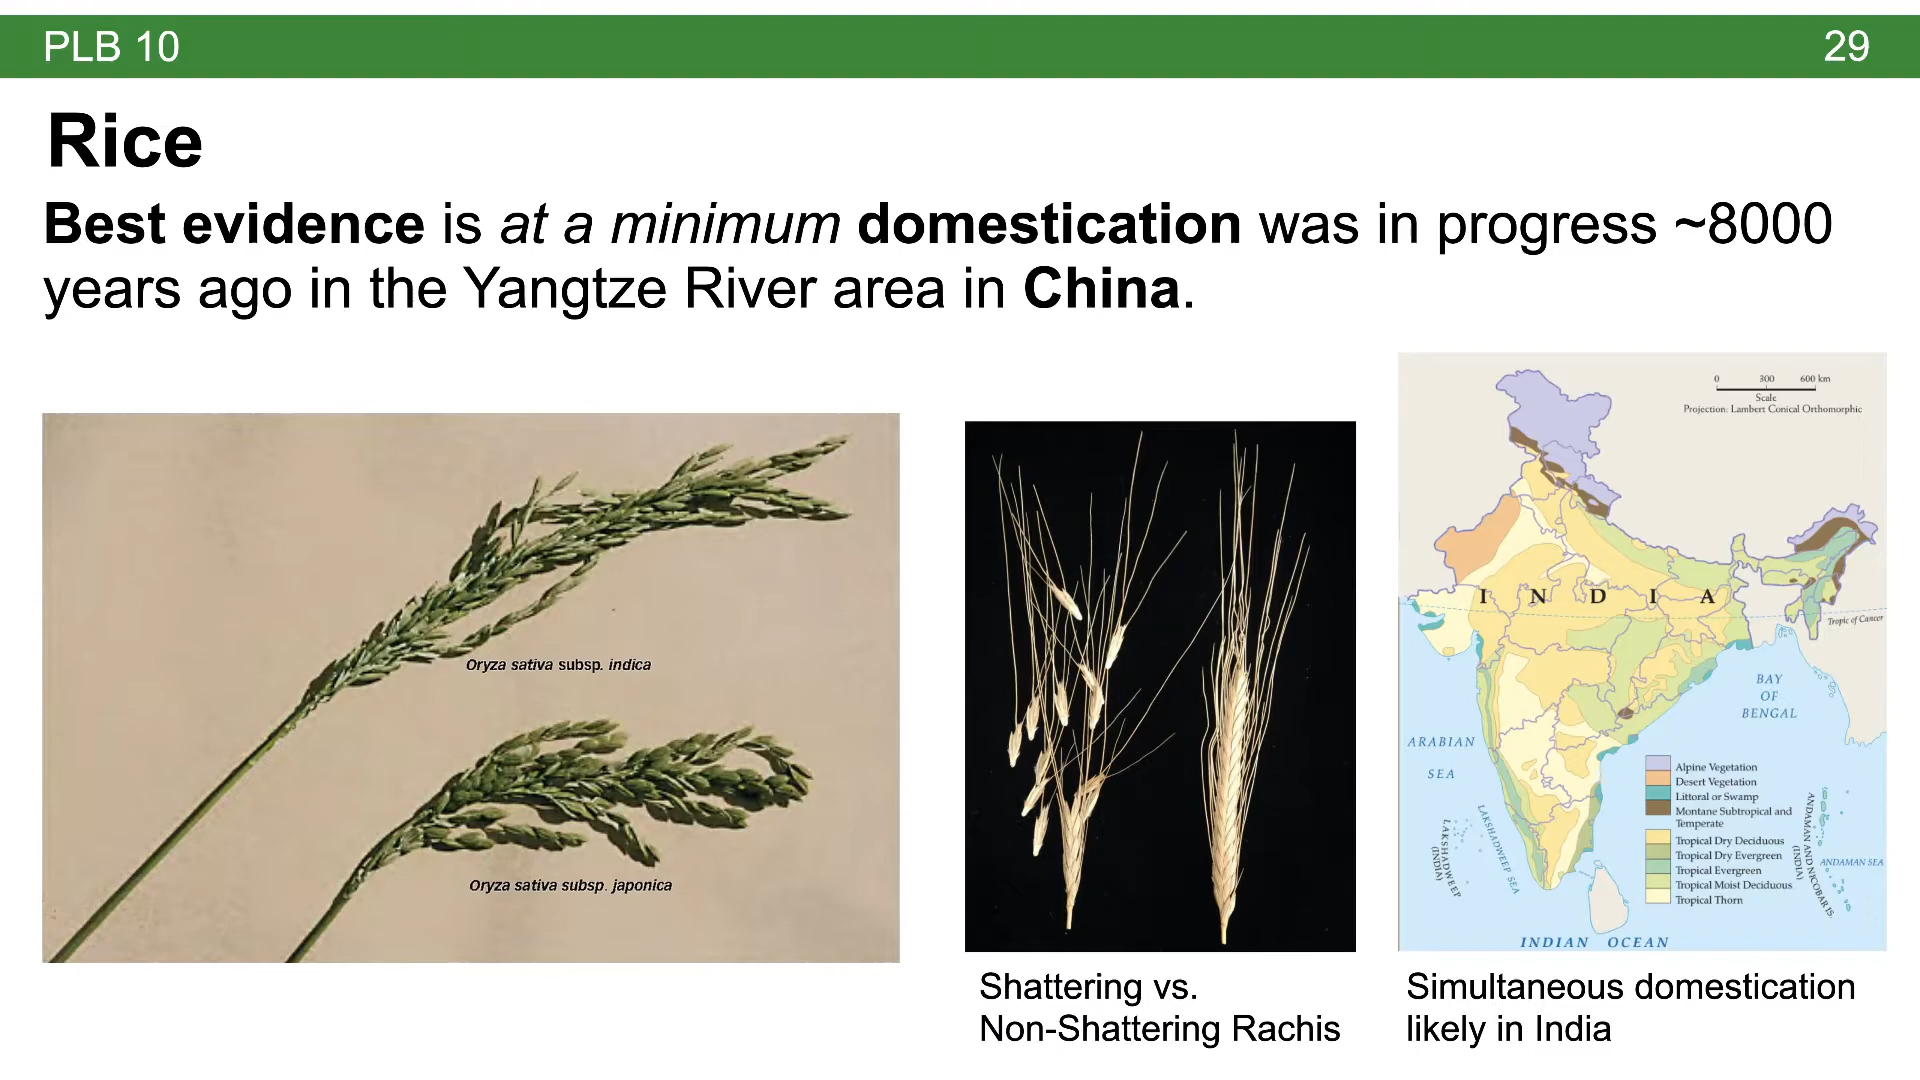 PLB 10
29
Rice
Best evidence is at a minimum domestication was in progress ~8000
years ago in the Yangtze River area in China.
Oryza sativa subsp. indica
Oryza sativa subsp. japonica
Shattering vs.
Non-Shattering Rachis
0 300 600 km
Scale
Projection: Lambert Conical Orthomorphic
I N D I A
Tropic of Cancer
BAY
OF
BENGAL
ARABIAN
SEA
LAKSHADWEEP
(INDIA)
LAKSHADWEEP SEA
Alpine Vegetation
Desert Vegetation
Littoral or Swamp
Montane Subtropical and
Temperate
Tropical Dry Deciduous
Tropical Dry Evergreen
Tropical Evergreen
Tropical Moist Deciduous
Tropical Thorn
ANDAMAN AND NICOBAR IS.
(INDIA)
ANDAMAN SEA
INDIAN OCEAN
Simultaneous domestication
likely in India